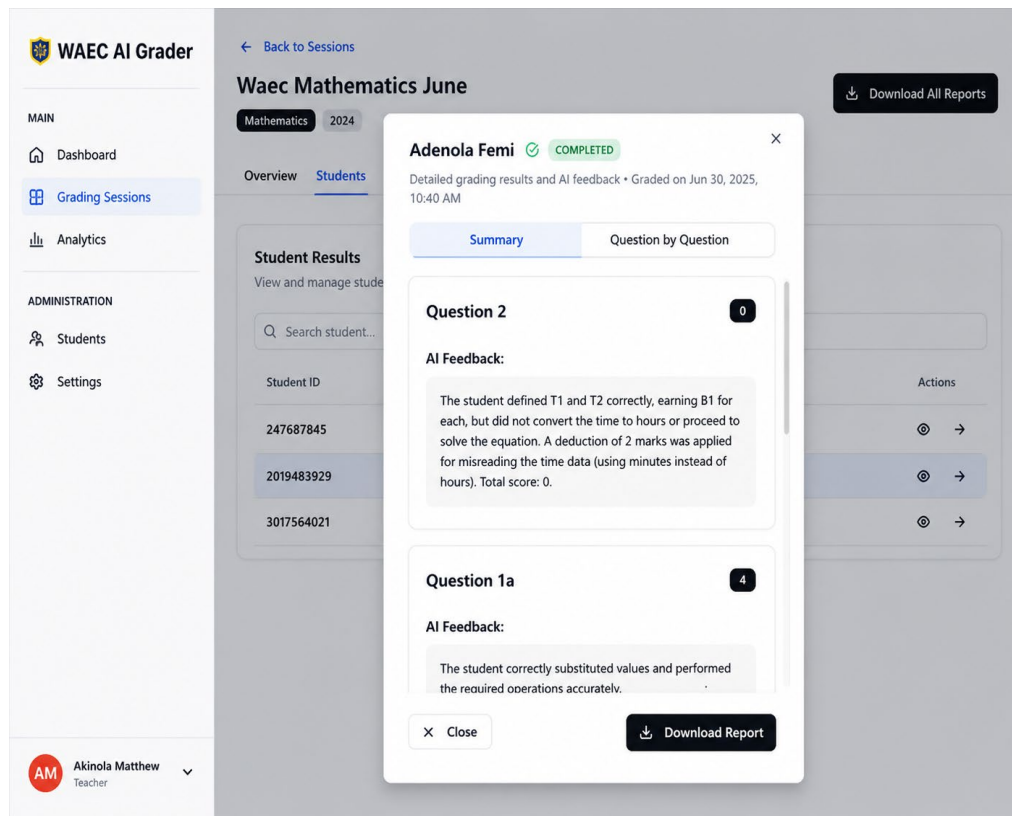 WAEC AI Grader
MAIN
Dashboard
Grading Sessions
Analytics
ADMINISTRATION
Students
Settings
AM
Akinola Matthew
Teacher
Back to Sessions
Waec Mathematics June
Download All Reports
Mathematics
2024
Overview
Students
Student Results
View and manage stude
Search student...
Student ID
Actions
247687845
2019483929
3017564021
Adenola Femi
COMPLETED
Detailed grading results and AI feedback • Graded on Jun 30, 2025,
10:40 AM
Summary
Question by Question
Question 2
0
AI Feedback:
The student defined T1 and T2 correctly, earning B1 for
each, but did not convert the time to hours or proceed to
solve the equation. A deduction of 2 marks was applied
for misreading the time data (using minutes instead of
hours). Total score: 0.
Question 1a
4
AI Feedback:
The student correctly substituted values and performed
the required operations accurately.
Close
Download Report